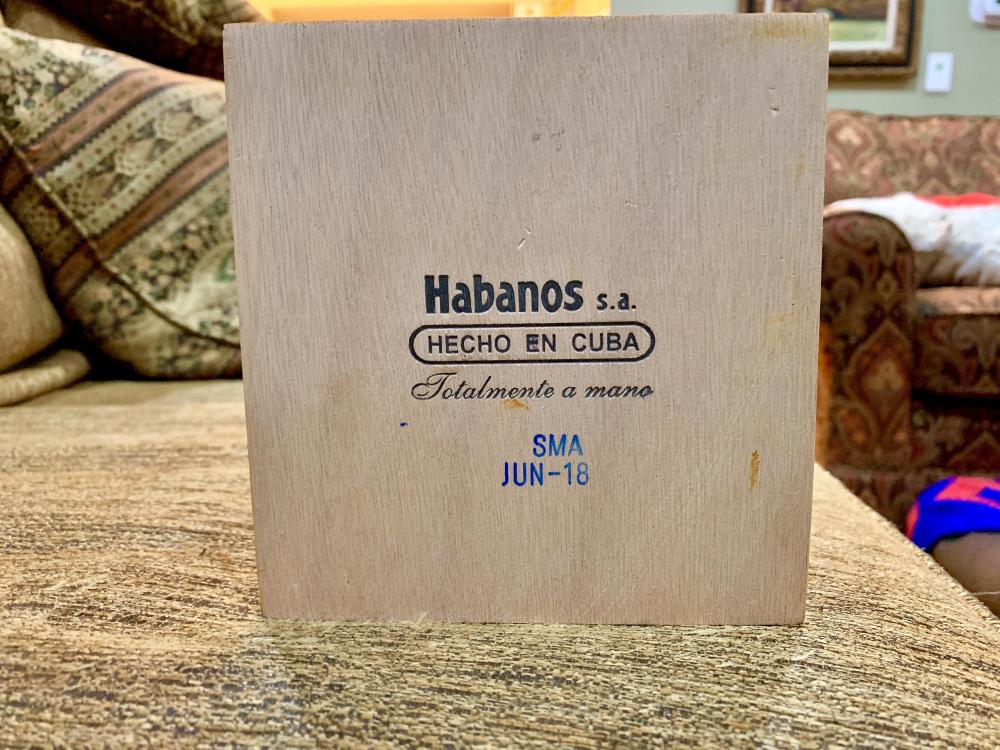 Habanos s.a.
HECHO EN CUBA
Totalmente a mano
SMA
JUN-18